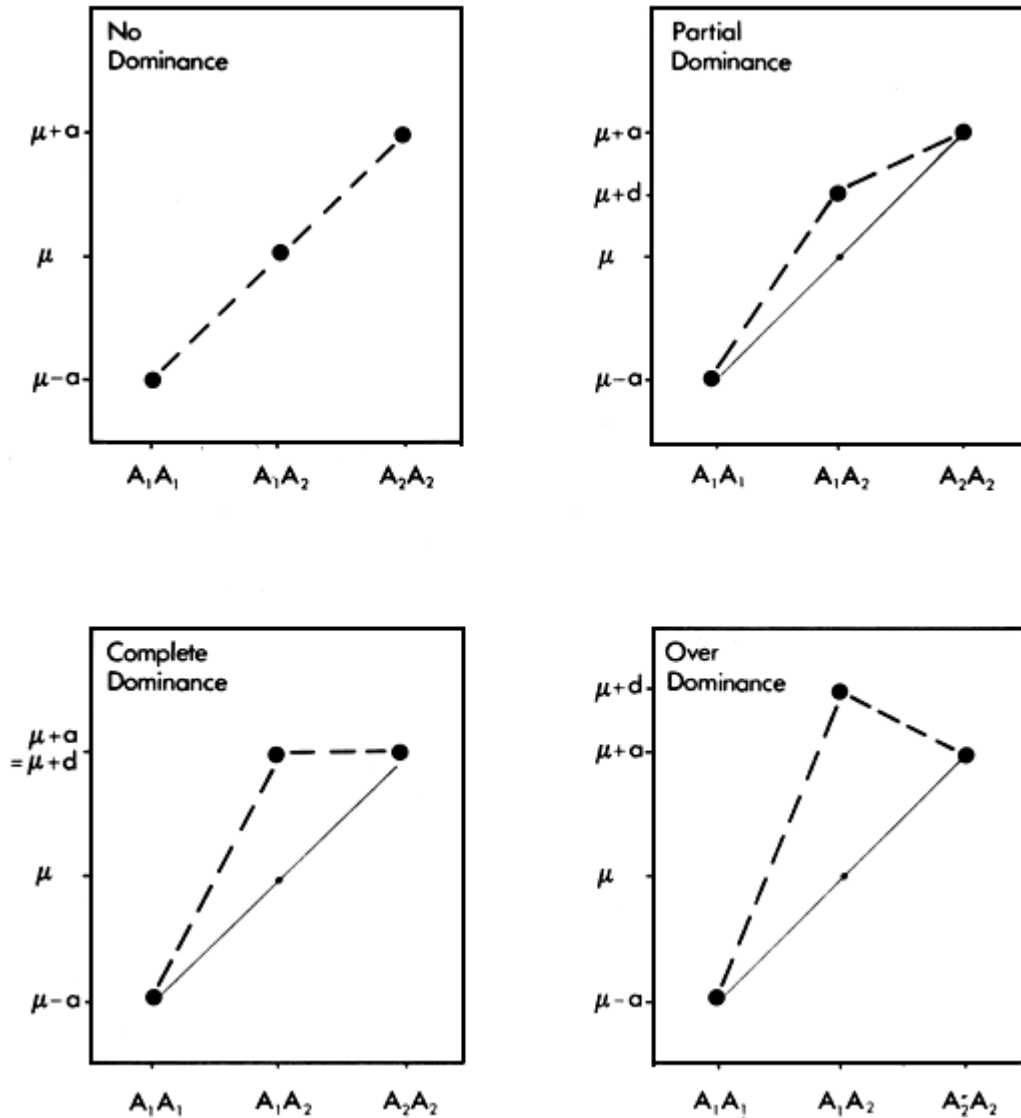 No
Dominance
μ+a
μ
μ−a
A₁A₁ A₁A₂ A₂A₂
Partial
Dominance
μ+a
μ+d
μ
μ−a
A₁A₁ A₁A₂ A₂A₂
Complete
Dominance
μ+a
=μ+d
μ
μ−a
A₁A₁ A₁A₂ A₂A₂
Over
Dominance
μ+d
μ+a
μ
μ−a
A₁A₁ A₁A₂ A₂A₂